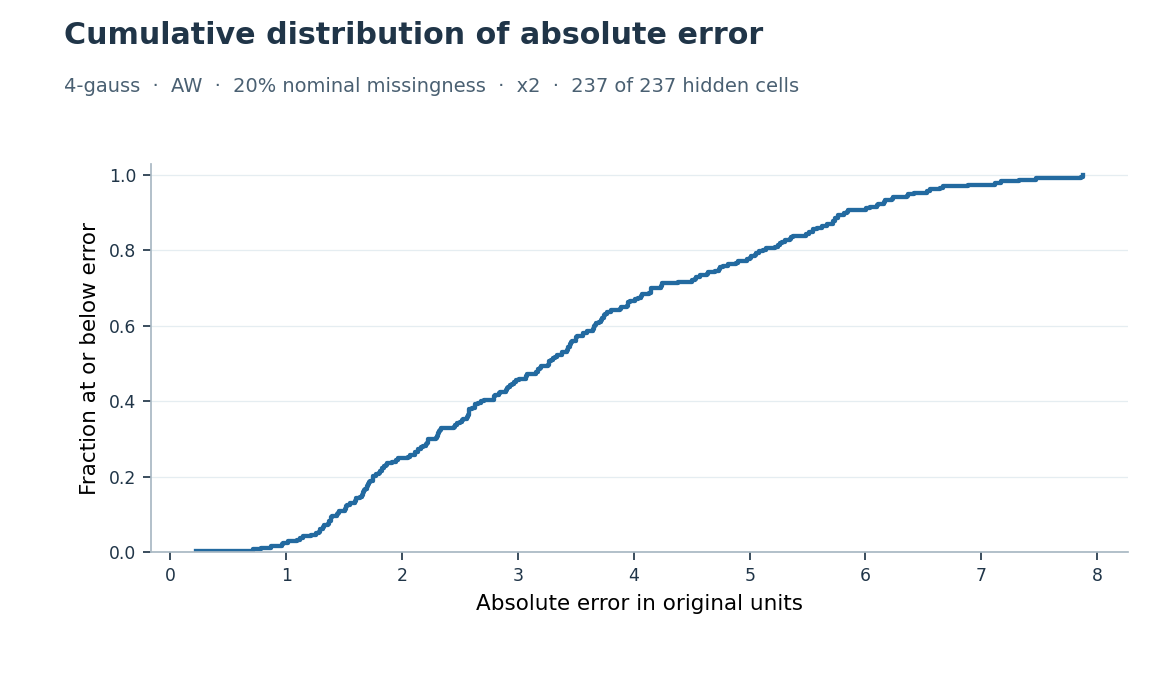 Cumulative distribution of absolute error
4-gauss · AW · 20% nominal missingness · x2 · 237 of 237 hidden cells
Fraction at or below error
1.0
0.8
0.6
0.4
0.2
0.0
0 1 2 3 4 5 6 7 8
Absolute error in original units